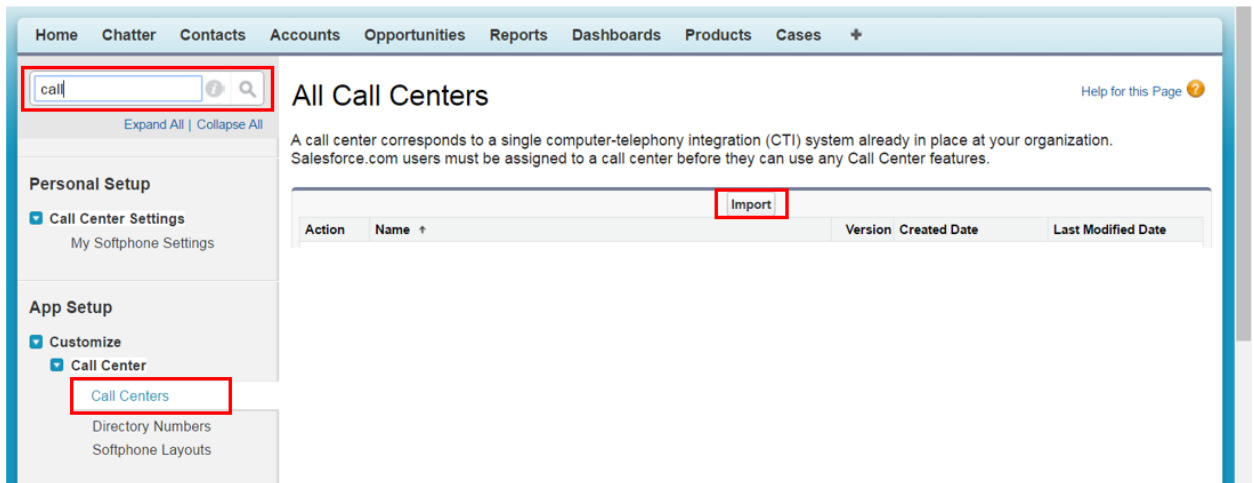 Home Chatter Contacts Accounts Opportunities Reports Dashboards Products Cases +
call
Expand All | Collapse All
Personal Setup
Call Center Settings
My Softphone Settings
App Setup
Customize
Call Center
Call Centers
Directory Numbers
Softphone Layouts
All Call Centers
Help for this Page ?
A call center corresponds to a single computer-telephony integration (CTI) system already in place at your organization.
Salesforce.com users must be assigned to a call center before they can use any Call Center features.
Import
Action Name ↑ Version Created Date Last Modified Date